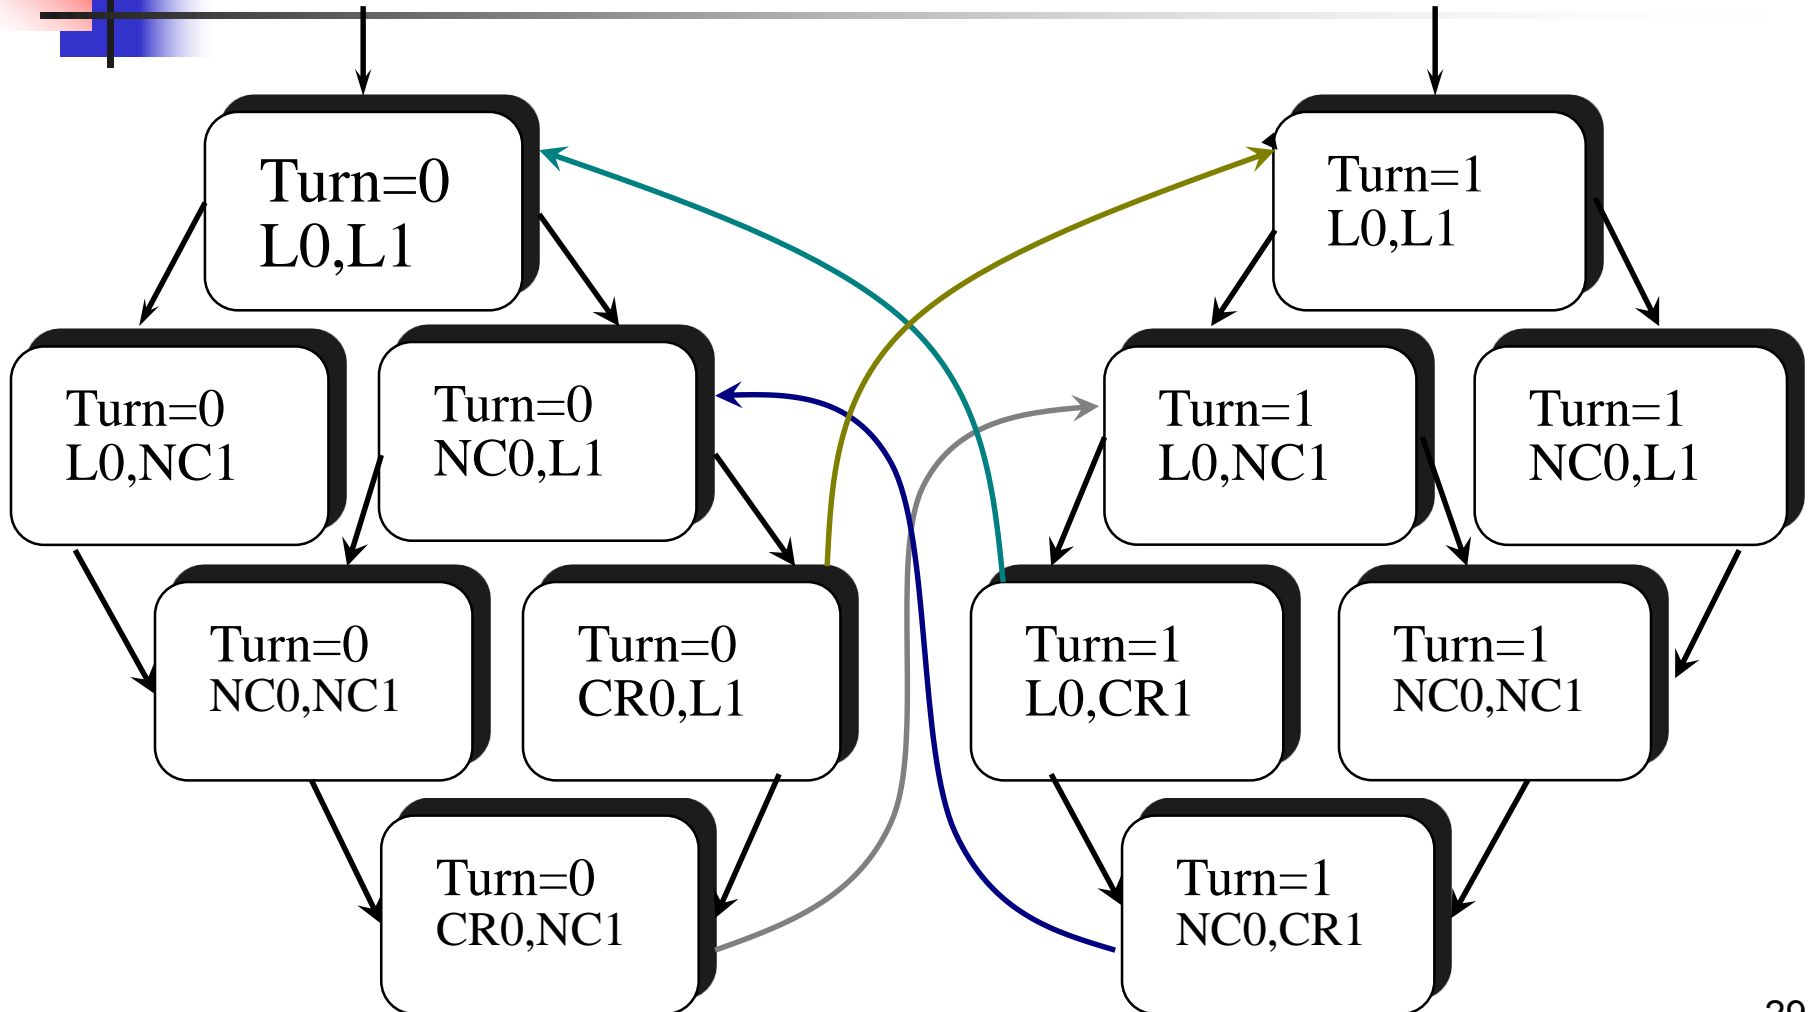 Turn=0
L0,L1
Turn=1
L0,L1
Turn=0
L0,NC1
Turn=0
NC0,L1
Turn=1
L0,NC1
Turn=1
NC0,L1
Turn=0
NC0,NC1
Turn=0
CR0,L1
Turn=1
L0,CR1
Turn=1
NC0,NC1
Turn=0
CR0,NC1
Turn=1
NC0,CR1